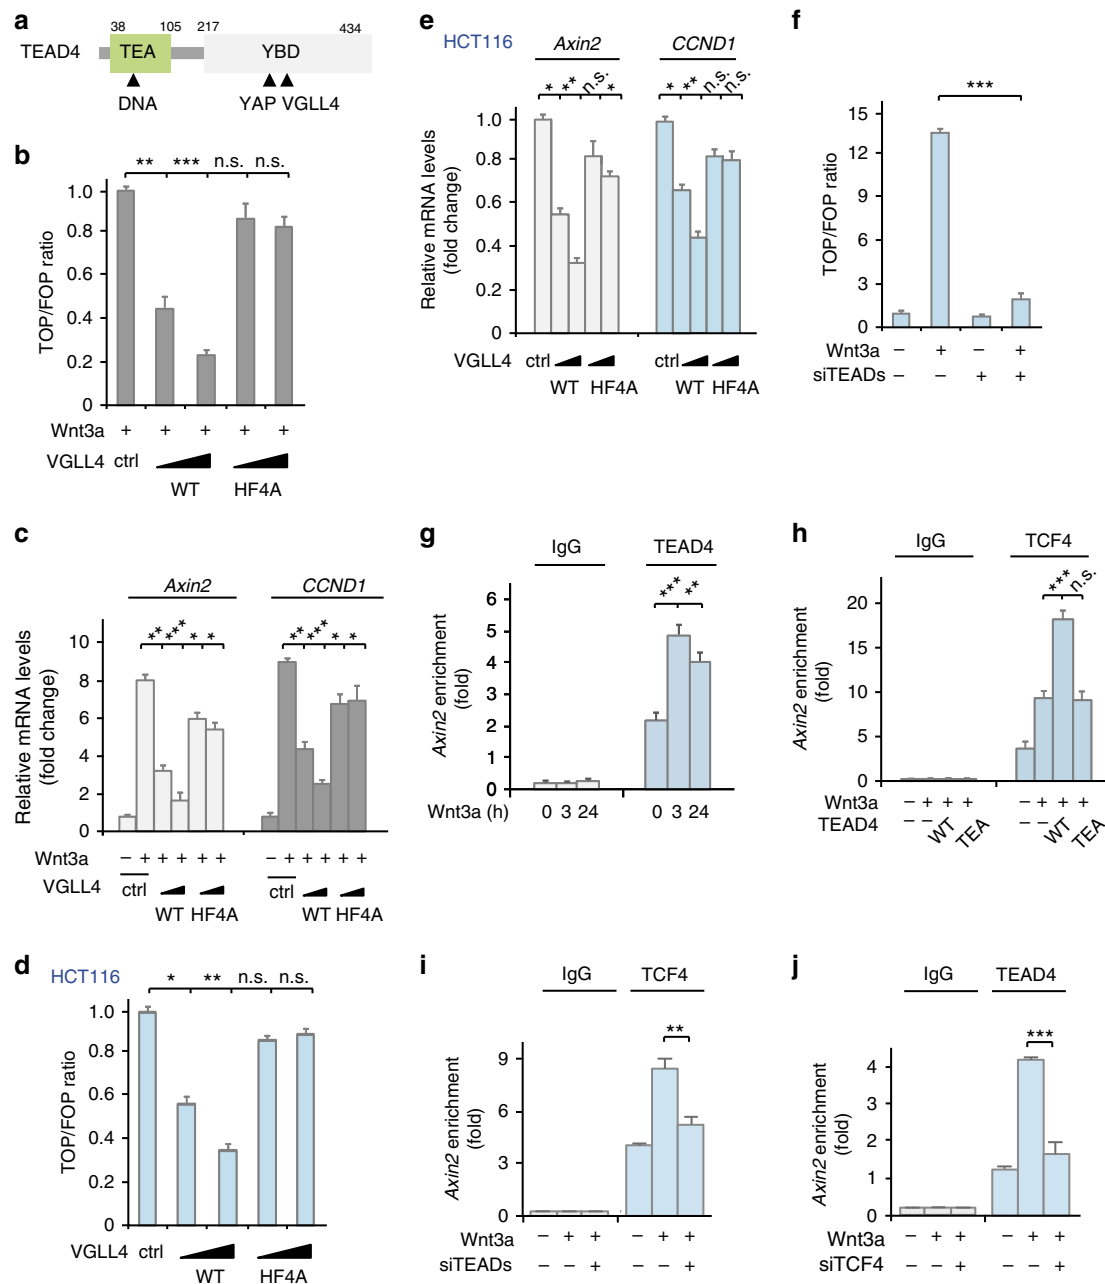 a
38 105 217 434
TEAD4 TEA YBD
DNA YAP VGLL4
b
** *** n.s. n.s.
TOP/FOP ratio
1.0
0.8
0.6
0.4
0.2
0
Wnt3a + + + + +
VGLL4 ctrl
WT HF4A
c
Axin2 CCND1
** *** * * ** *** * *
Relative mRNA levels
(fold change)
10
8
6
4
2
0
Wnt3a – + + + + + – + + + + +
VGLL4 ctrl ctrl
WT HF4A WT HF4A
d
HCT116
* ** n.s. n.s.
TOP/FOP ratio
1.0
0.8
0.6
0.4
0.2
0
VGLL4 ctrl
WT HF4A
e
HCT116 Axin2 CCND1
* ** n.s. * * ** n.s. n.s.
Relative mRNA levels
(fold change)
1.0
0.8
0.6
0.4
0.2
0
VGLL4 ctrl ctrl
WT HF4A WT HF4A
f
***
TOP/FOP ratio
15
12
9
6
3
0
Wnt3a – + – +
siTEADs – – + +
g
IgG TEAD4
*** **
Axin2 enrichment
(fold)
6
5
4
3
2
1
0
Wnt3a (h) 0 3 24 0 3 24
h
IgG TCF4
*** n.s.
Axin2 enrichment
(fold)
20
15
10
5
0
Wnt3a – + + + – + + +
TEAD4 – – WT TEA – – WT TEA
i
IgG TCF4
**
Axin2 enrichment
(fold)
9
6
3
0
Wnt3a – + + – + +
siTEADs – – + – – +
j
IgG TEAD4
***
Axin2 enrichment
(fold)
4
3
2
1
0
Wnt3a – + + – + +
siTCF4 – – + – – +